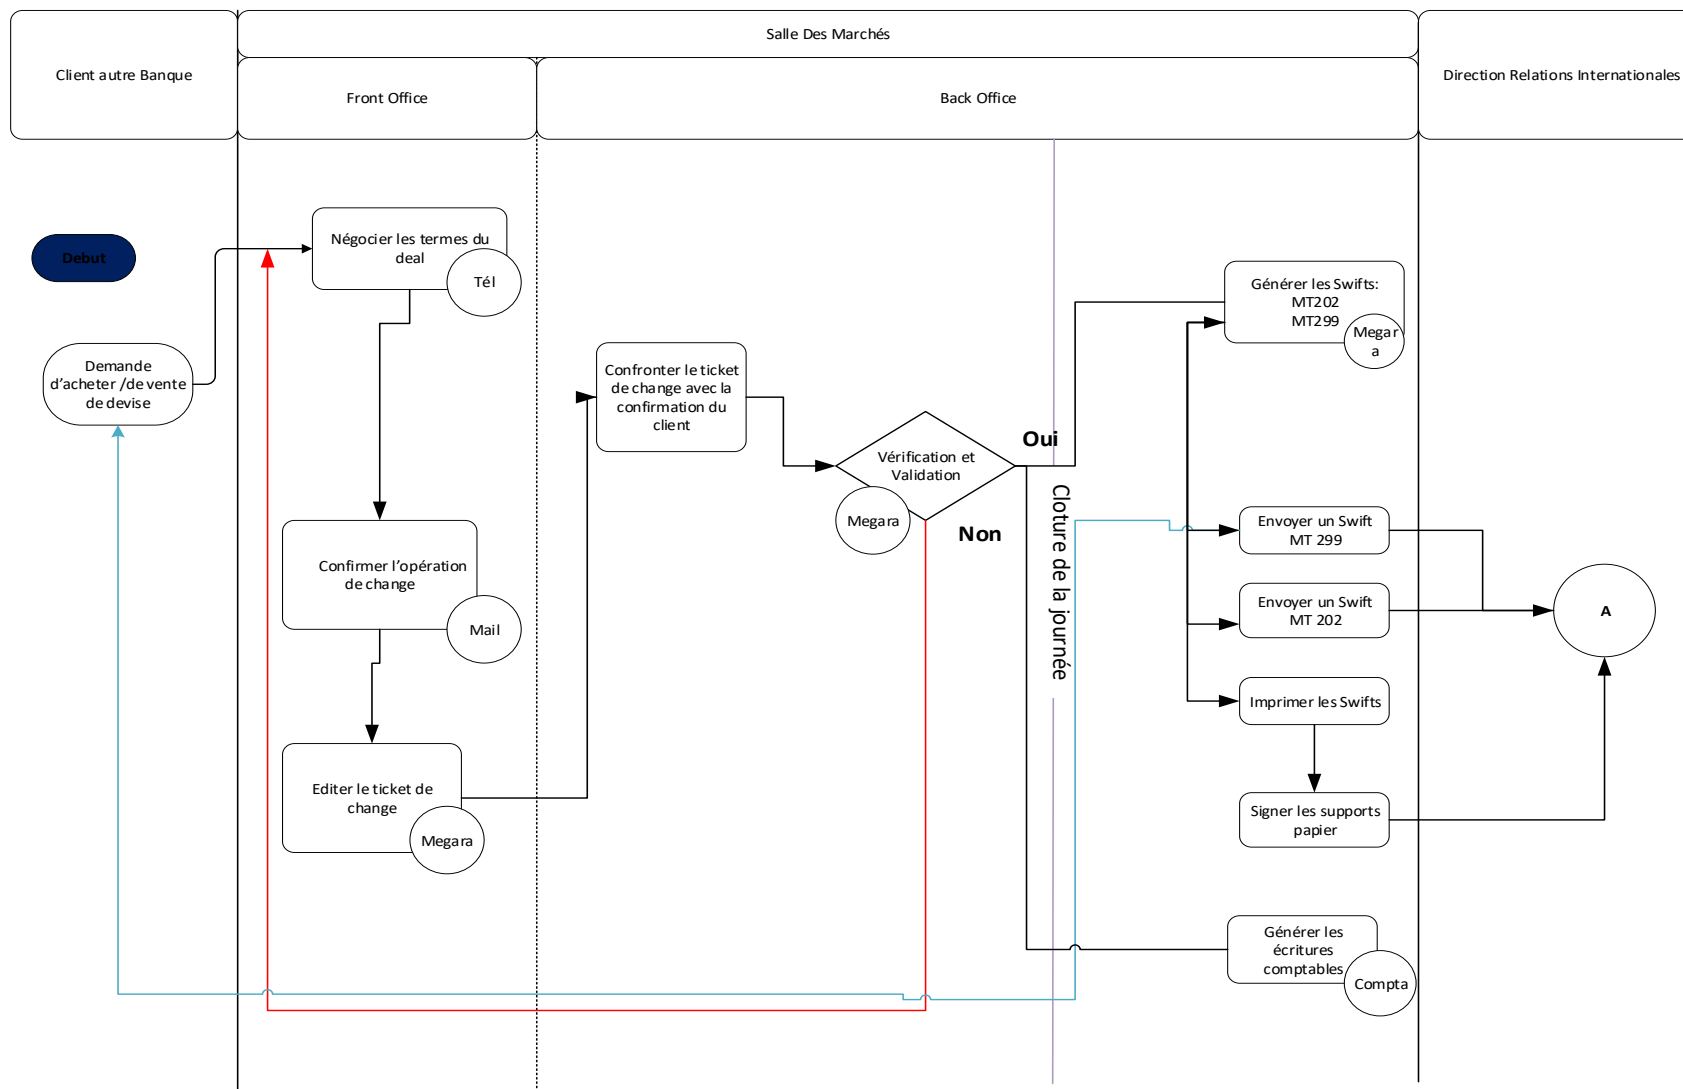 Salle Des Marchés
Client autre Banque
Front Office
Back Office
Direction Relations Internationales
Debut
Négocier les termes du
deal
Tél
Générer les Swifts:
MT202
MT299
Megar
a
Demande
d'acheter /de vente
de devise
Confronter le ticket
de change avec la
confirmation du
client
Oui
Vérification et
Validation
Megara
Non
Cloture de la journée
Envoyer un Swift
MT 299
Confirmer l'opération
de change
Mail
Envoyer un Swift
MT 202
A
Imprimer les Swifts
Editer le ticket de
change
Megara
Signer les supports
papier
Générer les
écritures
comptables
Compta